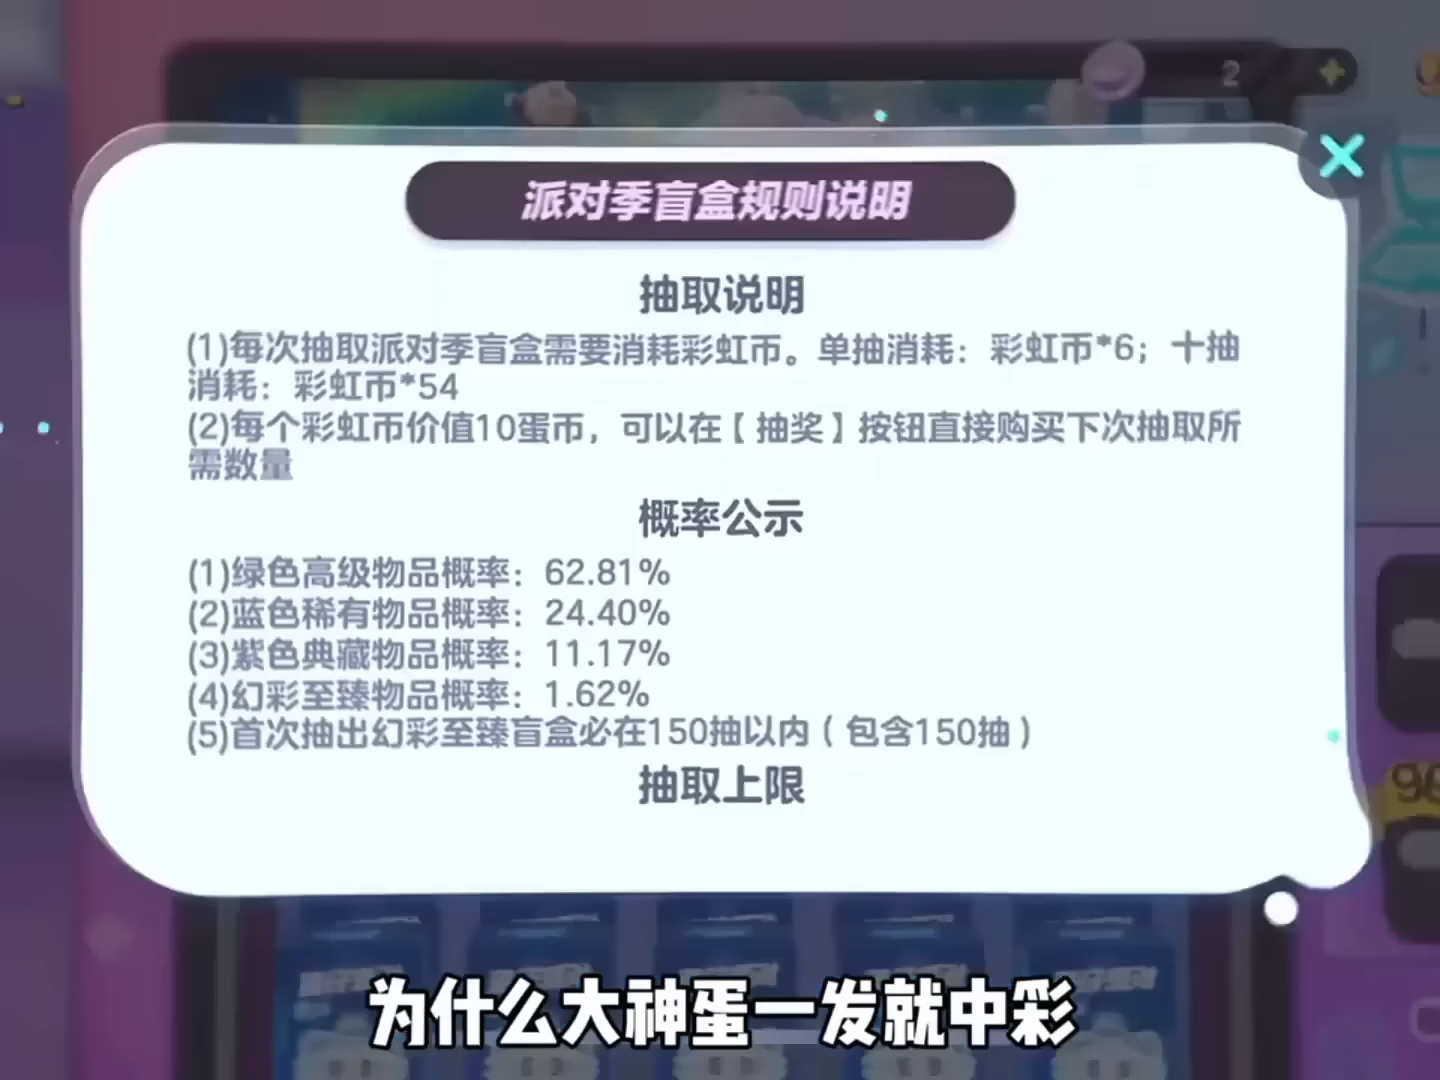 2
派对季盲盒规则说明
抽取说明
(1)每次抽取派对季盲盒需要消耗彩虹币。单抽消耗：彩虹币*6；十抽
消耗：彩虹币*54
(2)每个彩虹币价值10蛋币，可以在【抽奖】按钮直接购买下次抽取所
需数量
概率公示
(1)绿色高级物品概率：62.81%
(2)蓝色稀有物品概率：24.40%
(3)紫色典藏物品概率：11.17%
(4)幻彩至臻物品概率：1.62%
(5)首次抽出幻彩至臻盲盒必在150抽以内（包含150抽）
抽取上限
为什么大神蛋一发就中彩